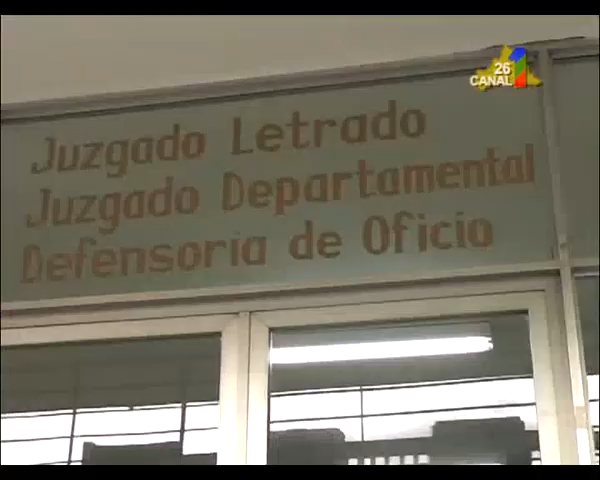 26
CANAL
Juzgado Letrado
Juzgado Departamental
Defensoria de Oficio